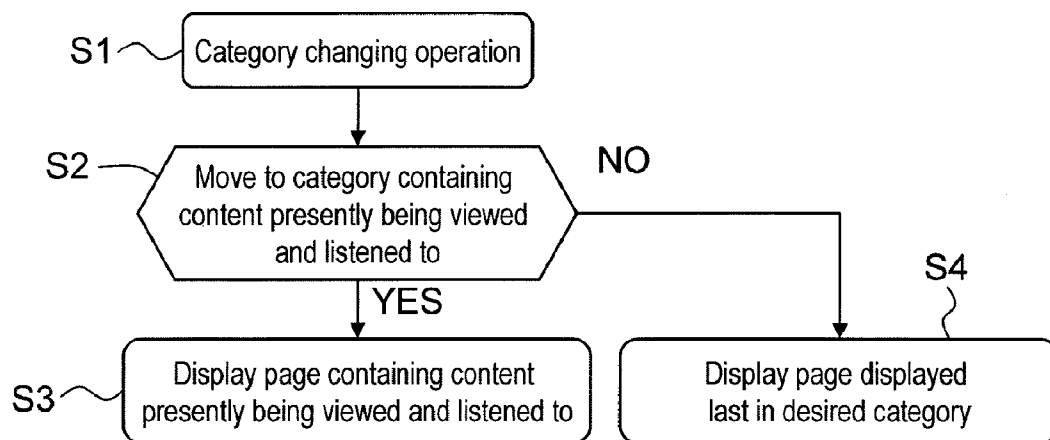 S1
Category changing operation
S2
Move to category containing
content presently being viewed
and listened to
NO
YES
S3
Display page containing content
presently being viewed and listened to
S4
Display page displayed
last in desired category